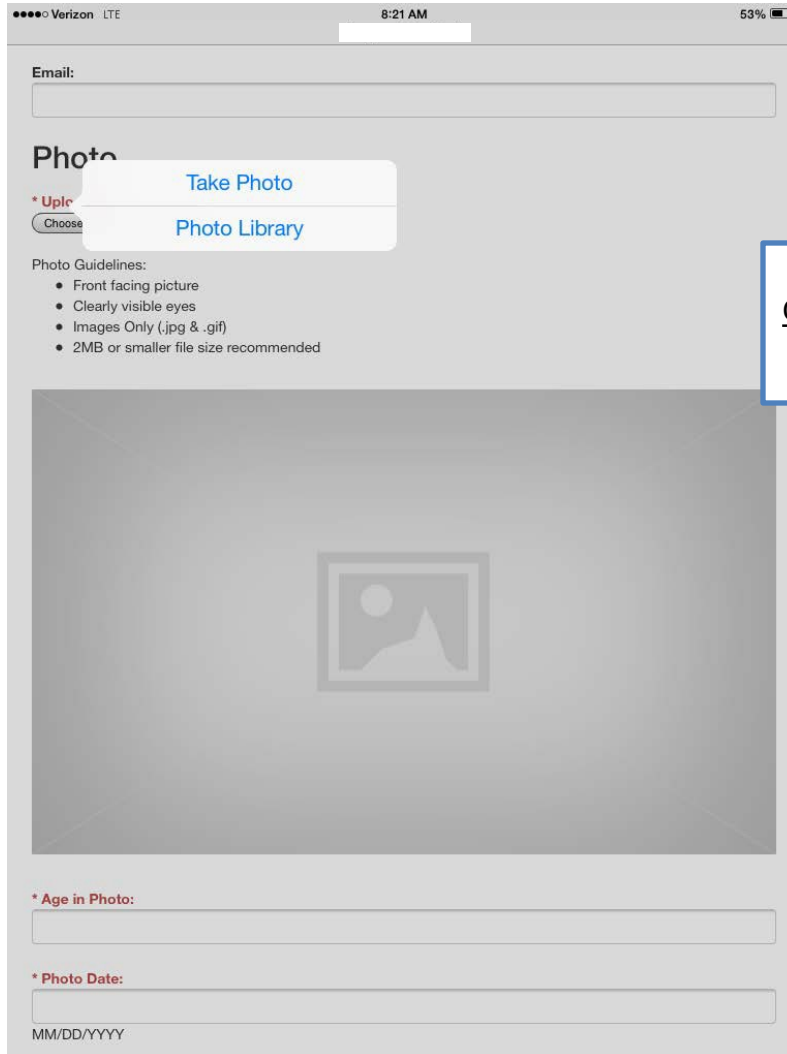 Verizon LTE 8:21 AM 53%
Email:
Photo
Take Photo
* Uplo
Choose
Photo Library
Photo Guidelines:
• Front facing picture
• Clearly visible eyes
• Images Only (.jpg & .gif)
• 2MB or smaller file size recommended
* Age in Photo:
* Photo Date:
MM/DD/YYYY